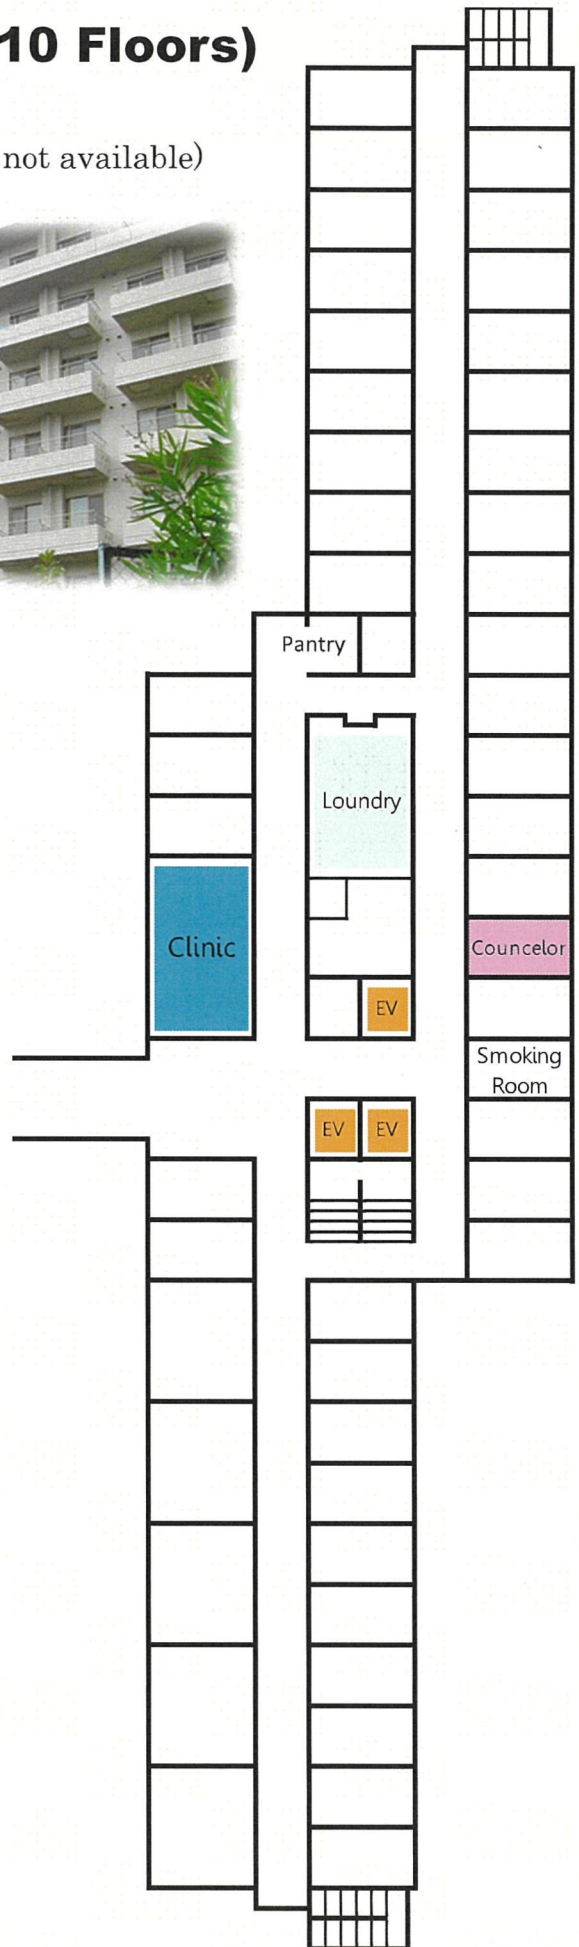 10 Floors)
not available)
Pantry
Loundry
Clinic
Councelor
EV
Smoking
Room
EV
EV